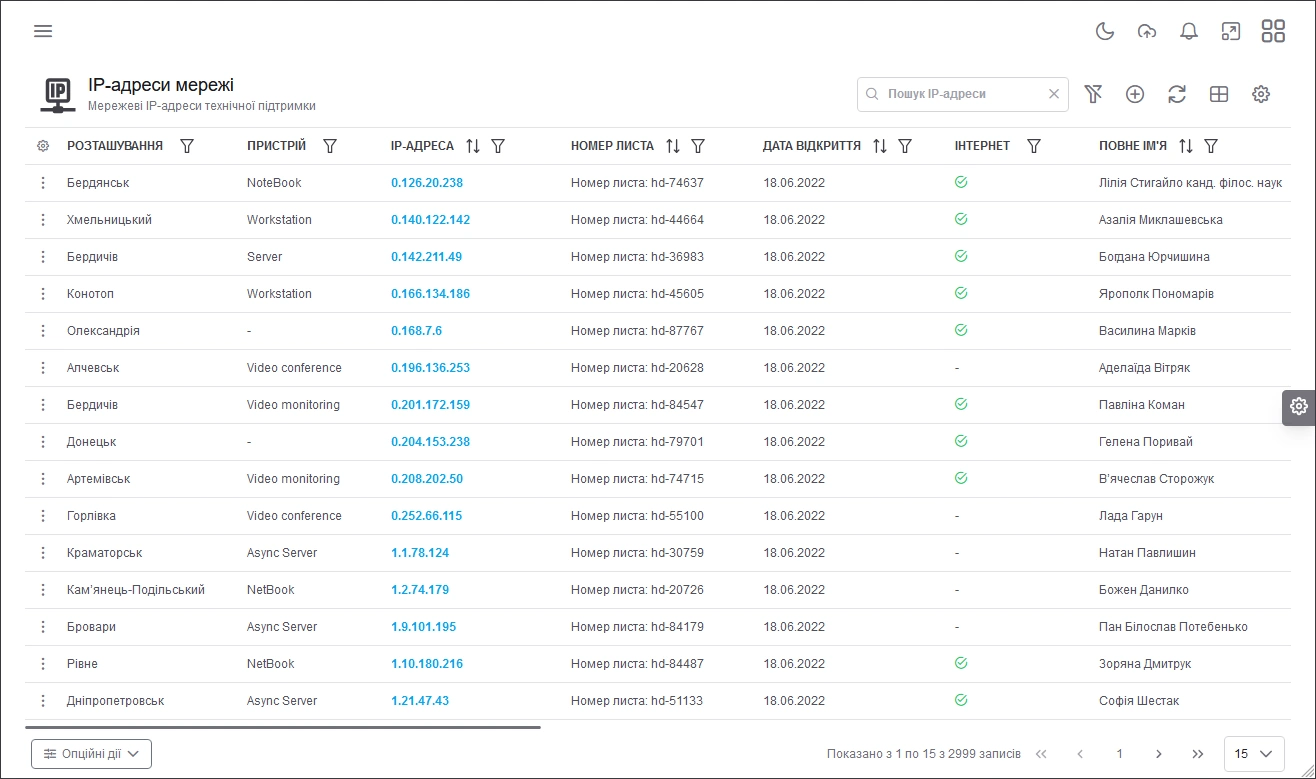 IP-адреси мережі
Мережеві IP-адреси технічної підтримки
Пошук IP-адреси
РОЗТАШУВАННЯ ПРИСТРІЙ IP-АДРЕСА НОМЕР ЛИСТА ДАТА ВІДКРИТТЯ ІНТЕРНЕТ ПОВНЕ ІМ'Я
Бердянськ NoteBook 0.126.20.238 Номер листа: hd-74637 18.06.2022 Лілія Стигайло канд. філос. наук
Хмельницький Workstation 0.140.122.142 Номер листа: hd-44664 18.06.2022 Азалія Миклашевська
Бердичів Server 0.142.211.49 Номер листа: hd-36983 18.06.2022 Богдана Юрчишина
Конотоп Workstation 0.166.134.186 Номер листа: hd-45605 18.06.2022 Ярополк Пономарів
Олександрія - 0.168.7.6 Номер листа: hd-87767 18.06.2022 Василина Марків
Алчевськ Video conference 0.196.136.253 Номер листа: hd-20628 18.06.2022 - Аделаїда Вітряк
Бердичів Video monitoring 0.201.172.159 Номер листа: hd-84547 18.06.2022 Павліна Коман
Донецьк - 0.204.153.238 Номер листа: hd-79701 18.06.2022 Гелена Поривай
Артемівськ Video monitoring 0.208.202.50 Номер листа: hd-74715 18.06.2022 В'ячеслав Сторожук
Горлівка Video conference 0.252.66.115 Номер листа: hd-55100 18.06.2022 - Лада Гарун
Краматорськ Async Server 1.1.78.124 Номер листа: hd-30759 18.06.2022 - Натан Павлишин
Кам'янець-Подільський NetBook 1.2.74.179 Номер листа: hd-20726 18.06.2022 - Божен Данилко
Бровари Async Server 1.9.101.195 Номер листа: hd-84179 18.06.2022 - Пан Білослав Потебенько
Рівне NetBook 1.10.180.216 Номер листа: hd-84487 18.06.2022 Зоряна Дмитрук
Дніпропетровськ Async Server 1.21.47.43 Номер листа: hd-51133 18.06.2022 Софія Шестак
Опційні дії Показано з 1 по 15 з 2999 записів 1 15